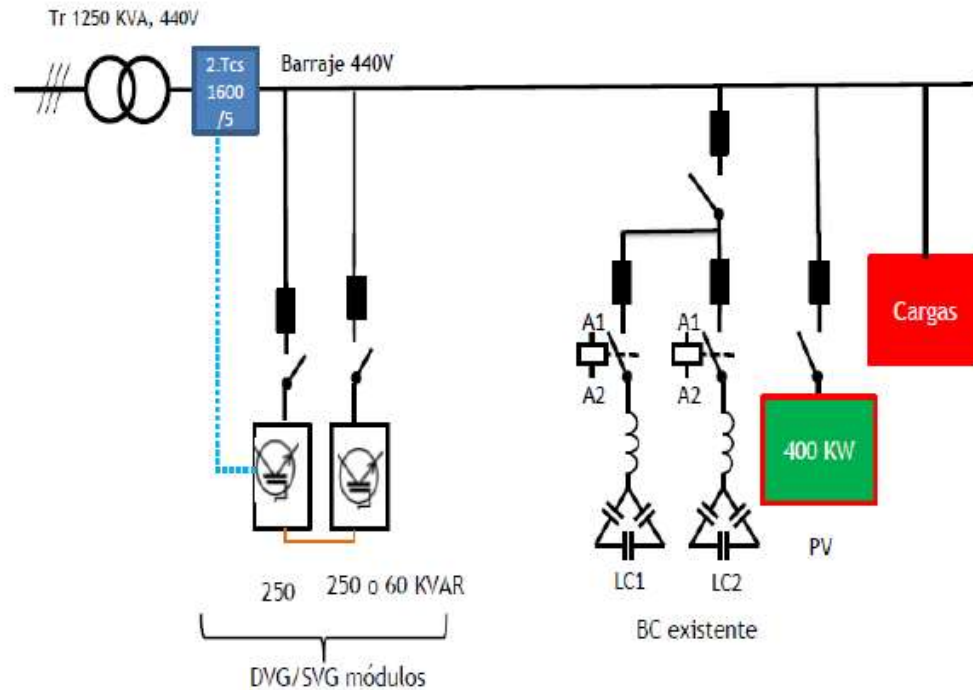 Tr 1250 KVA, 440V
2.Tcs
1600
/5
Barraje 440V
Cargas
A1
A2
A1
A2
400 KW
PV
LC1
LC2
BC existente
250
250 o 60 KVAR
DVG/SVG módulos